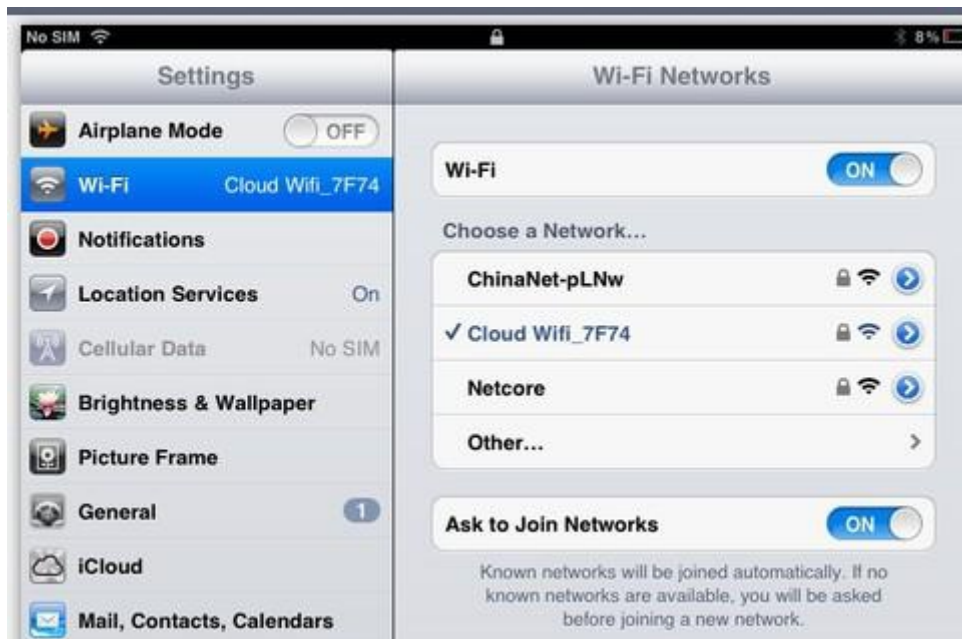 No SIM
8%
Settings
Airplane Mode OFF
Wi-Fi Cloud Wifi_7F74
Notifications
Location Services On
Cellular Data No SIM
Brightness & Wallpaper
Picture Frame
General 1
iCloud
Mail, Contacts, Calendars
Wi-Fi Networks
Wi-Fi ON
Choose a Network...
ChinaNet-pLNw
✓ Cloud Wifi_7F74
Netcore
Other...
Ask to Join Networks ON
Known networks will be joined automatically. If no
known networks are available, you will be asked
before joining a new network.